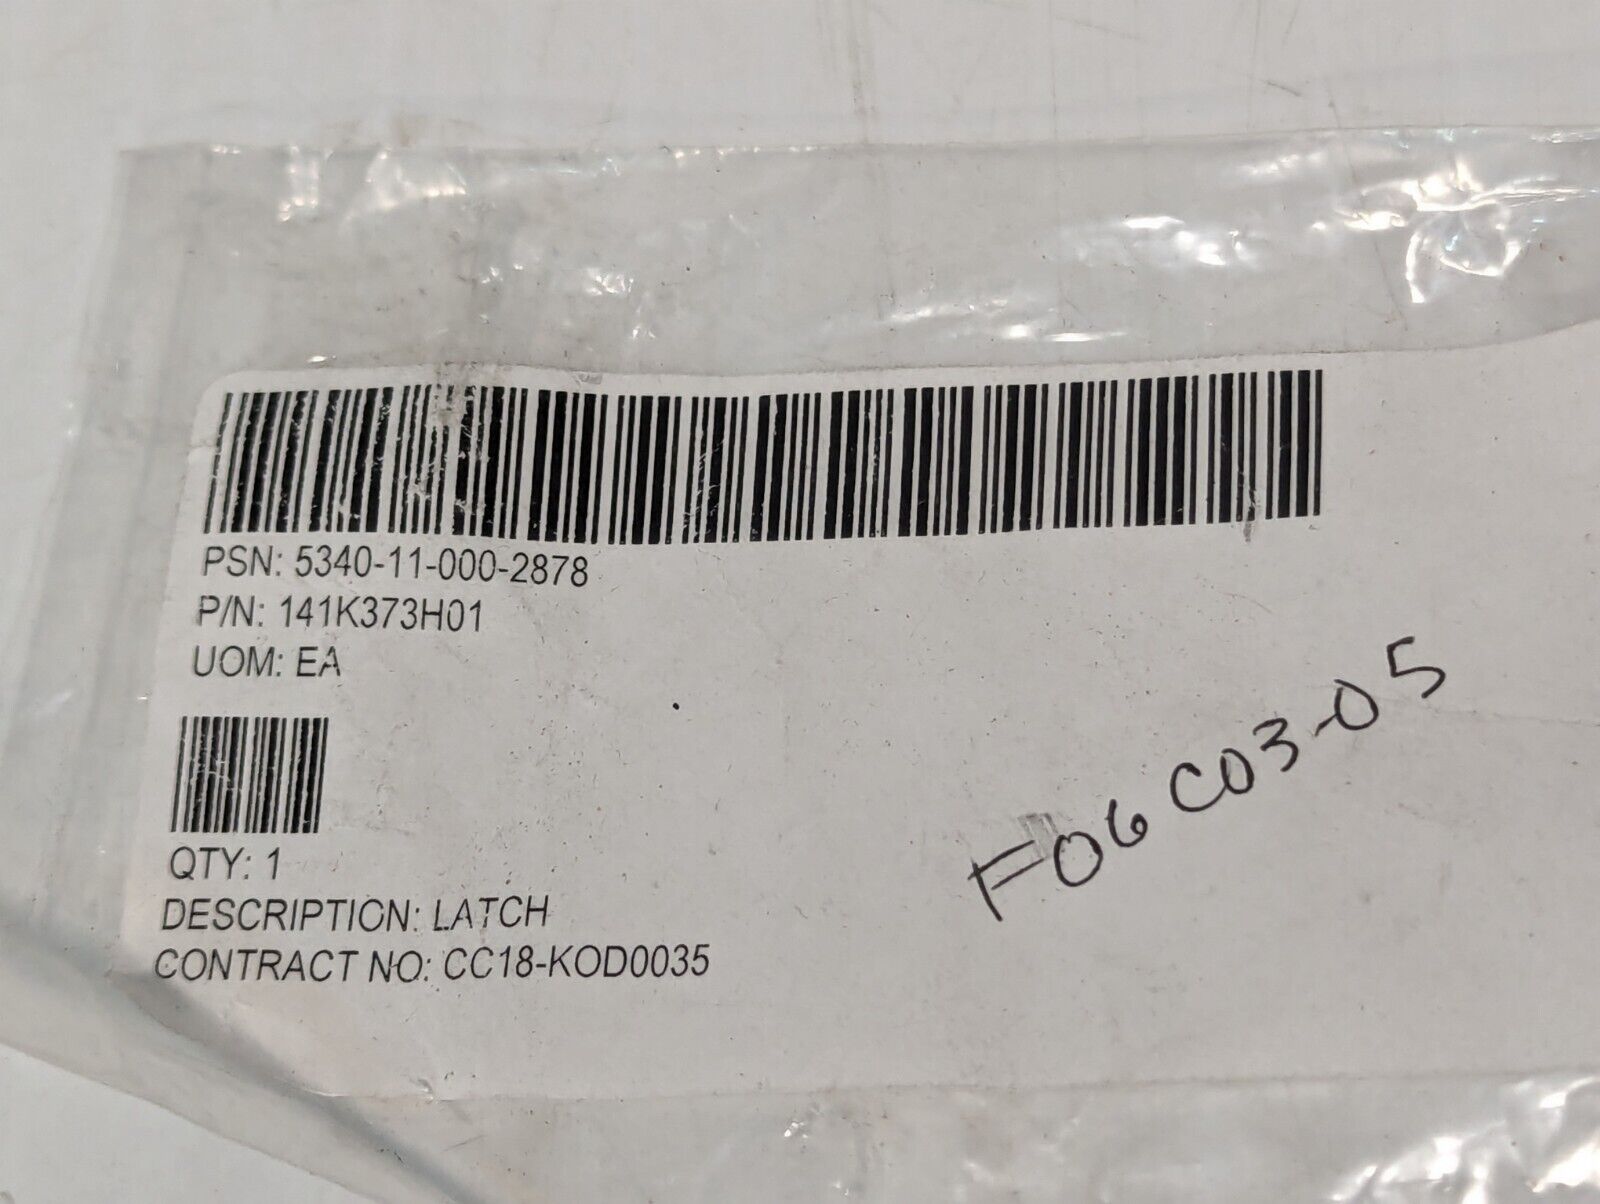 PSN: 5340-11-000-2878
P/N: 141K373H01
UOM: EA
QTY: 1
DESCRIPTION: LATCH
CONTRACT NO: CC18-KOD0035
F06C03-05